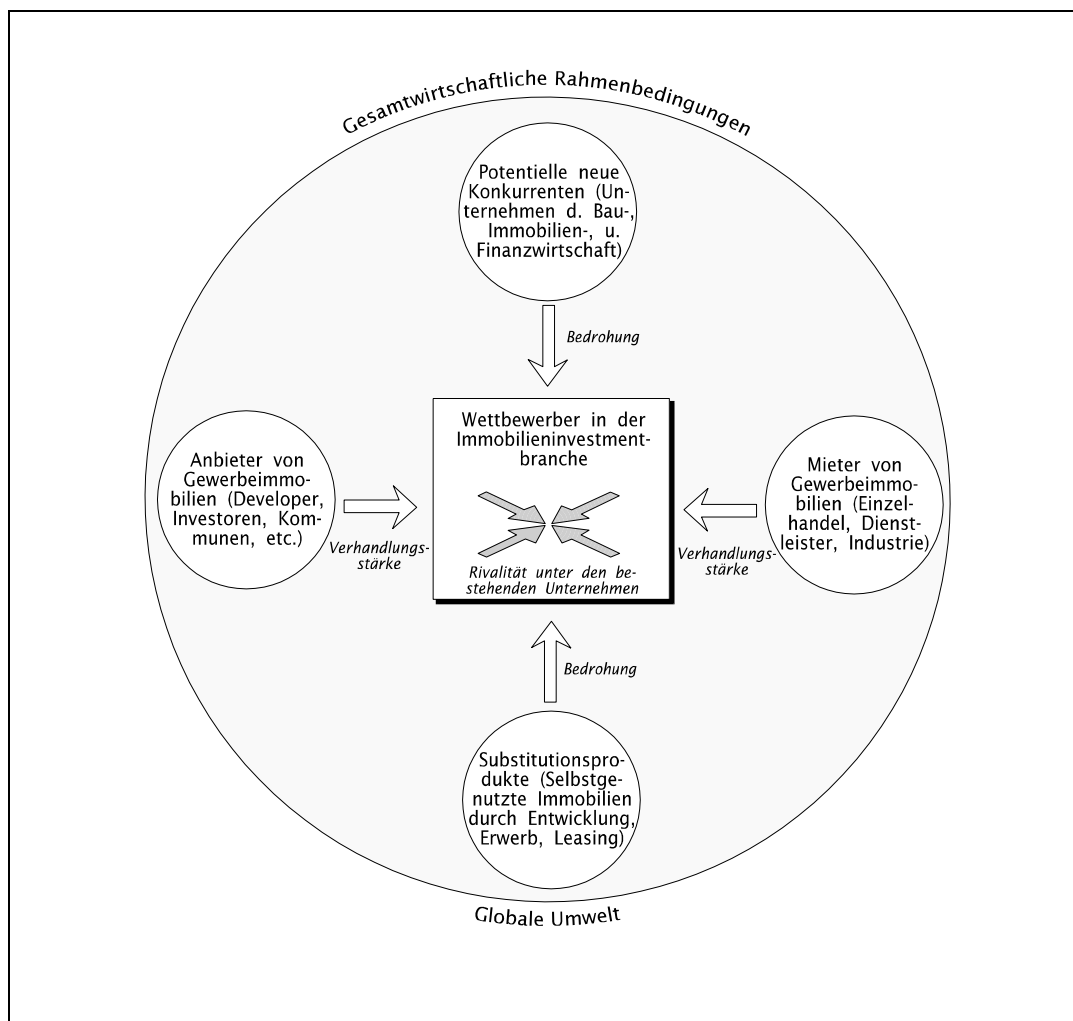 Gesamtwirtschaftliche Rahmenbedingungen
Potentielle neue
Konkurrenten (Un-
ternehmen d. Bau-,
Immobilien-, u.
Finanzwirtschaft)
Bedrohung
Anbieter von
Gewerbeimmo-
bilien (Developer,
Investoren, Kom-
munen, etc.)
Verhandlungs-
stärke
Wettbewerber in der
Immobilieninvestment-
branche
Rivalität unter den be-
stehenden Unternehmen
Mieter von
Gewerbeimmo-
bilien (Einzel-
handel, Dienst-
leister, Industrie)
Verhandlungs-
stärke
Bedrohung
Substitutionspro-
dukte (Selbstge-
nutzte Immobilien
durch Entwicklung,
Erwerb, Leasing)
Globale Umwelt